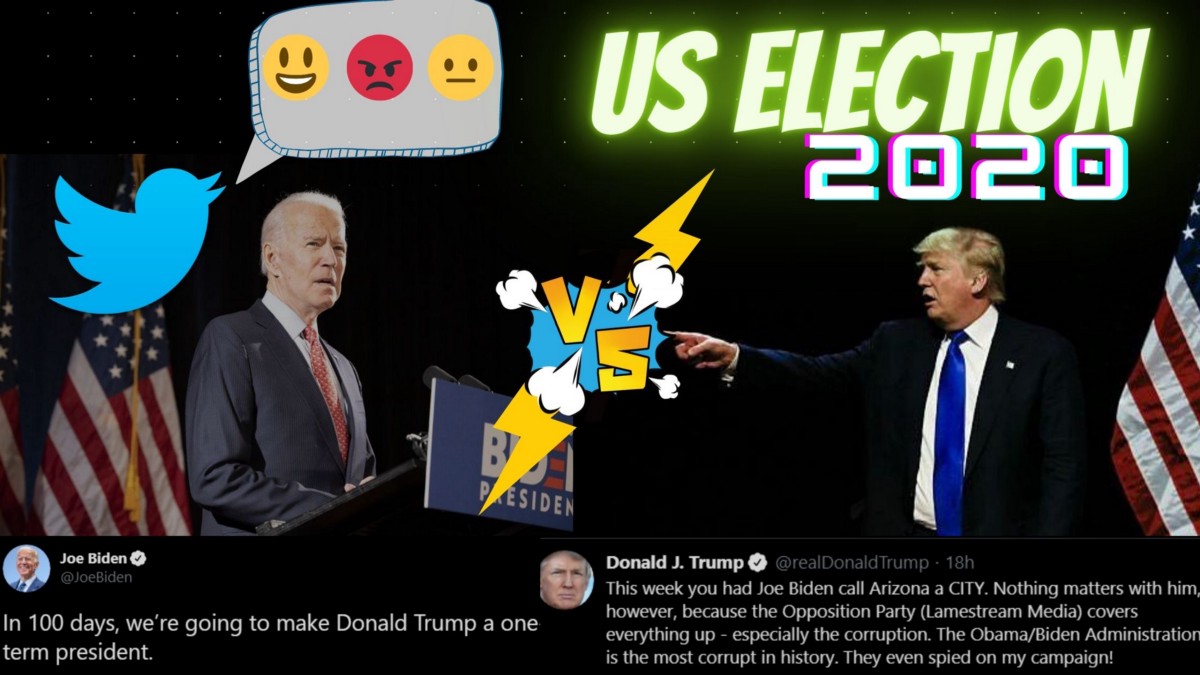 US ELECTION
2020
VS
BIDEN
PRESIDEN
Joe Biden
@JoeBiden
In 100 days, we're going to make Donald Trump a one
term president.
Donald J. Trump @realDonaldTrump · 18h
This week you had Joe Biden call Arizona a CITY. Nothing matters with him,
however, because the Opposition Party (Lamestream Media) covers
everything up - especially the corruption. The Obama/Biden Administration
is the most corrupt in history. They even spied on my campaign!